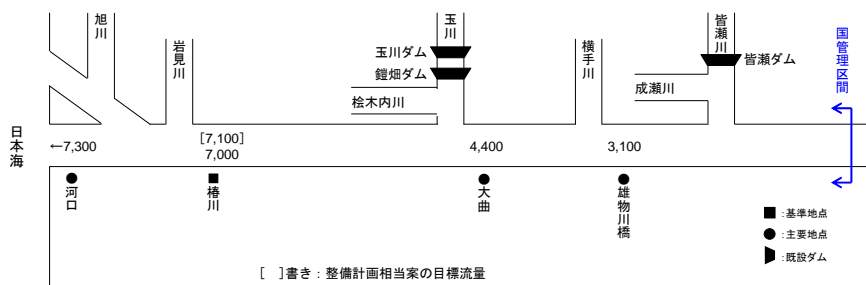 旭川
岩見川
玉川
玉川ダム
鎧畑ダム
桧木内川
横手川
皆瀬川
皆瀬ダム
成瀬川
国管理区間
日本海
←7,300
[7,100]
7,000
4,400
3,100
河口
椿川
大曲
雄物川橋
■:基準地点
●:主要地点
:既設ダム
[ ]書き：整備計画相当案の目標流量